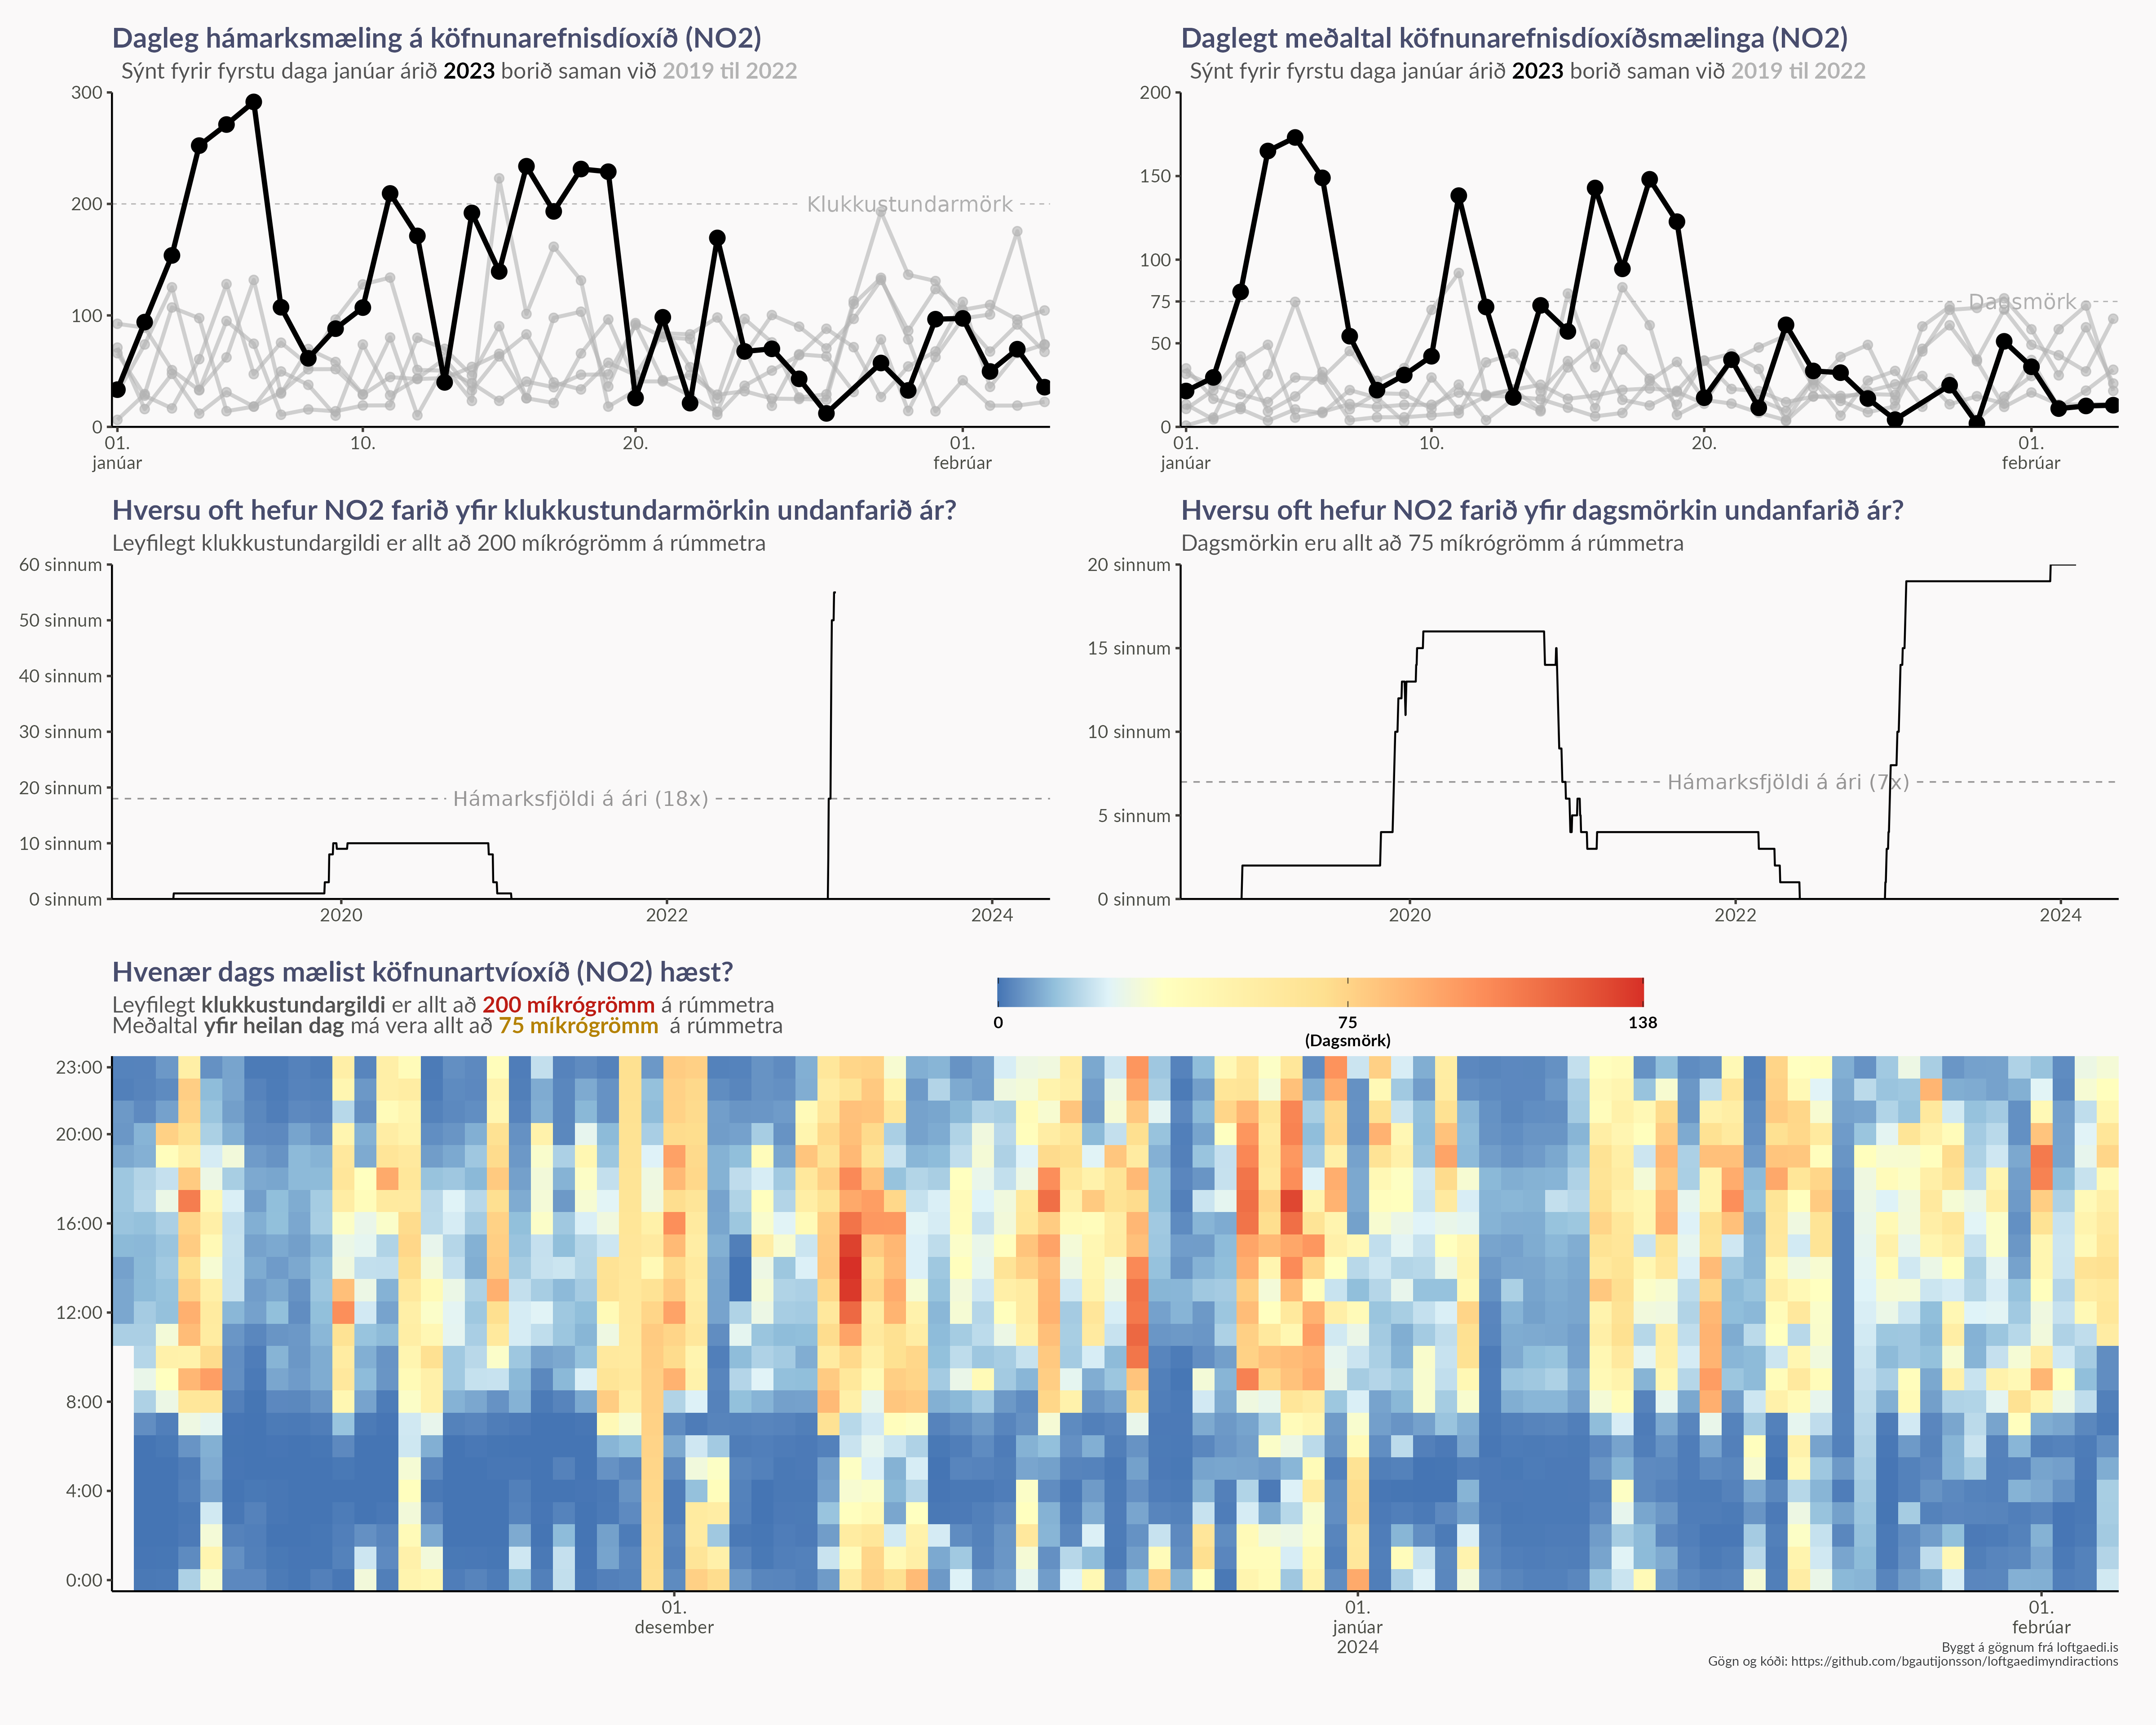 Dagleg hámarksmæling á köfnunarefnisdíoxíð (NO2)
Sýnt fyrir fyrstu daga janúar árið 2023 borið saman við 2019 til 2022
300
200
100
0
Klukkustundarmörk
01.
janúar
10.
20.
01.
febrúar
Daglegt meðaltal köfnunarefnisdíoxíðsmælinga (NO2)
Sýnt fyrir fyrstu daga janúar árið 2023 borið saman við 2019 til 2022
200
150
100
75
50
0
Dagsmörk
01.
janúar
10.
20.
01.
febrúar
Hversu oft hefur NO2 farið yfir klukkustundarmörkin undanfarið ár?
Leyfilegt klukkustundargildi er allt að 200 míkrógrömm á rúmmetra
60 sinnum
50 sinnum
40 sinnum
30 sinnum
20 sinnum
10 sinnum
0 sinnum
Hámarksfjöldi á ári (18x)
2020
2022
2024
Hversu oft hefur NO2 farið yfir dagsmörkin undanfarið ár?
Dagsmörkin eru allt að 75 míkrógrömm á rúmmetra
20 sinnum
15 sinnum
10 sinnum
5 sinnum
0 sinnum
Hámarksfjöldi á ári (7x)
2020
2022
2024
Hvenær dags mælist köfnunartvíoxíð (NO2) hæst?
Leyfilegt klukkustundargildi er allt að 200 míkrógrömm á rúmmetra
Meðaltal yfir heilan dag má vera allt að 75 míkrógrömm á rúmmetra
0
75
(Dagsmörk)
138
23:00
20:00
16:00
12:00
8:00
4:00
0:00
01.
desember
01.
janúar
2024
01.
febrúar
Byggt á gögnum frá loftgaedi.is
Gögn og kóði: https://github.com/bgautijonsson/loftgaedimyndiractions